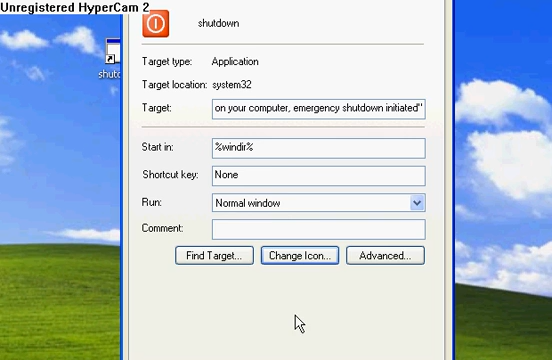 Unregistered HyperCam 2
shutdown
shutd
Target type: Application
Target location: system32
Target: on your computer, emergency shutdown initiated"
Start in: %windir%
Shortcut key: None
Run: Normal window
Comment:
Find Target... Change Icon... Advanced...